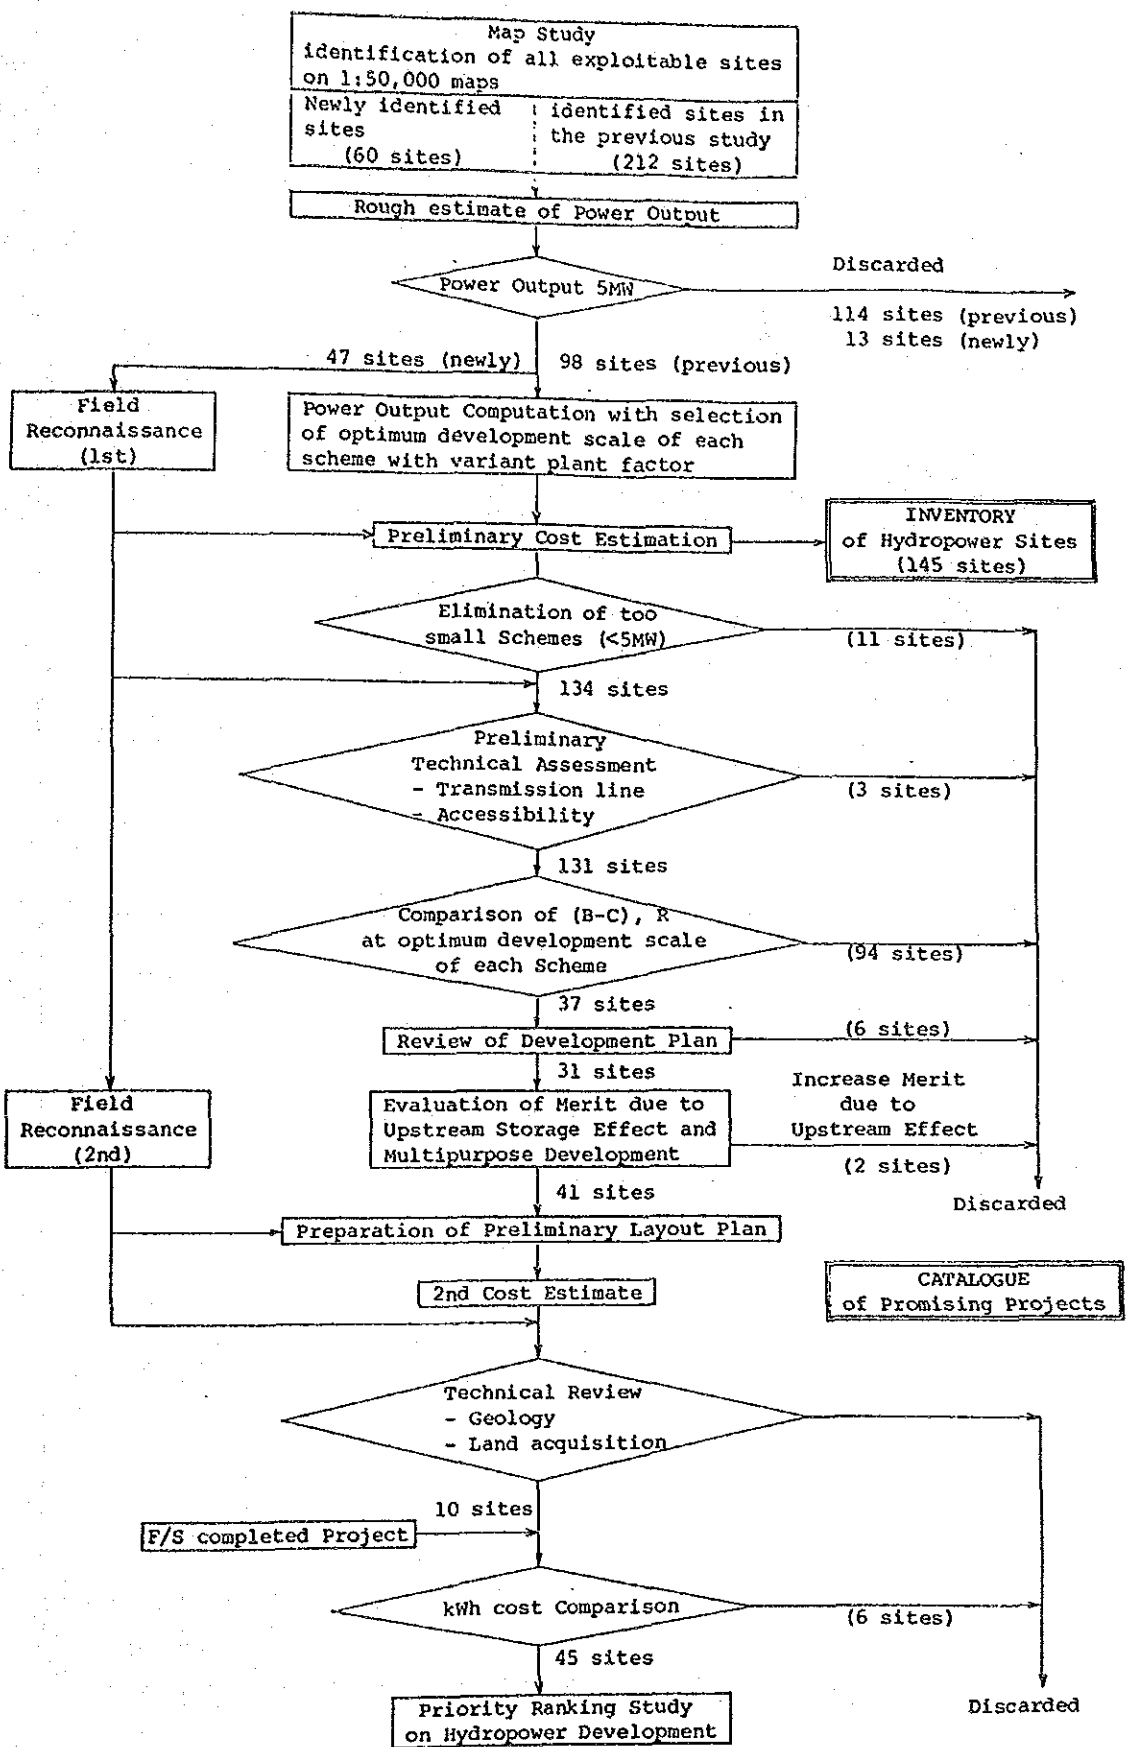 Map Study
identification of all exploitable sites
on 1:50,000 maps
Newly identified
sites
(60 sites)
identified sites in
the previous study
(212 sites)
Rough estimate of Power Output
Power Output 5MW
Discarded
114 sites (previous)
13 sites (newly)
47 sites (newly)
98 sites (previous)
Field
Reconnaissance
(1st)
Power Output Computation with selection
of optimum development scale of each
scheme with variant plant factor
Preliminary Cost Estimation
INVENTORY
of Hydropower Sites
(145 sites)
Elimination of too
small Schemes (<5MW)
(11 sites)
134 sites
Preliminary
Technical Assessment
- Transmission line
- Accessibility
(3 sites)
131 sites
Comparison of (B-C), R
at optimum development scale
of each Scheme
(94 sites)
37 sites
Review of Development Plan
(6 sites)
31 sites
Field
Reconnaissance
(2nd)
Evaluation of Merit due to
Upstream Storage Effect and
Multipurpose Development
Increase Merit
due to
Upstream Effect
(2 sites)
41 sites
Discarded
Preparation of Preliminary Layout Plan
2nd Cost Estimate
CATALOGUE
of Promising Projects
Technical Review
- Geology
- Land acquisition
10 sites
F/S completed Project
kWh cost Comparison
(6 sites)
45 sites
Priority Ranking Study
on Hydropower Development
Discarded